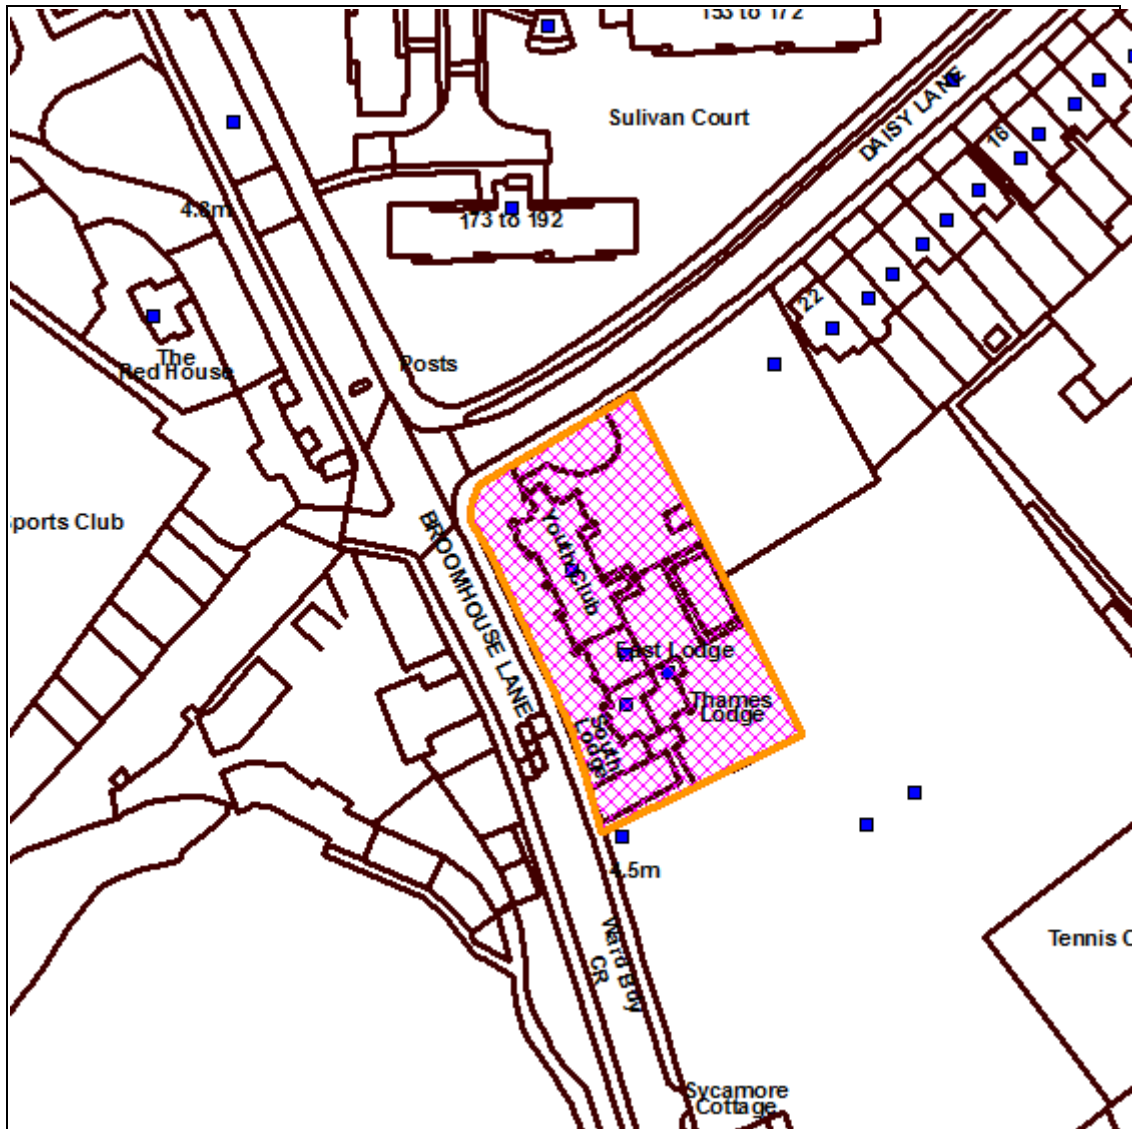 153 to 172
DAISY LANE
Sulivan Court
16
4.8m
173 to 192
22
The
Red House
Posts
Sports Club
BROOMHOUSE LANE
Youth Club
East Lodge
Thames
Lodge
South
Lodge
4.5m
Ward Bdy
CR
Tennis C
Sycamore
Cottage